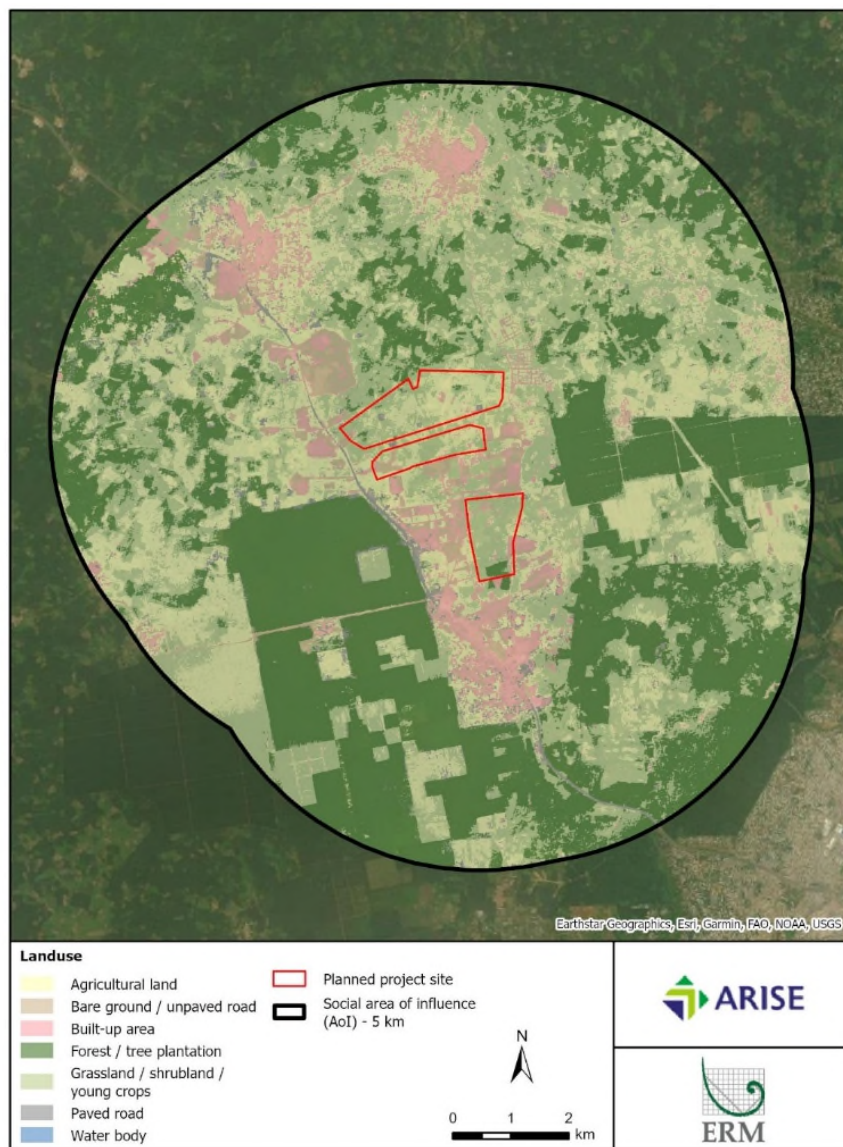 Earthstar Geographics, Esri, Garmin, FAO, NOAA, USGS
Landuse
Agricultural land
Bare ground / unpaved road
Built-up area
Forest / tree plantation
Grassland / shrubland /
young crops
Paved road
Water body
Planned project site
Social area of influence
(AoI) - 5 km
N
0 1 2
km
ARISE
ERM